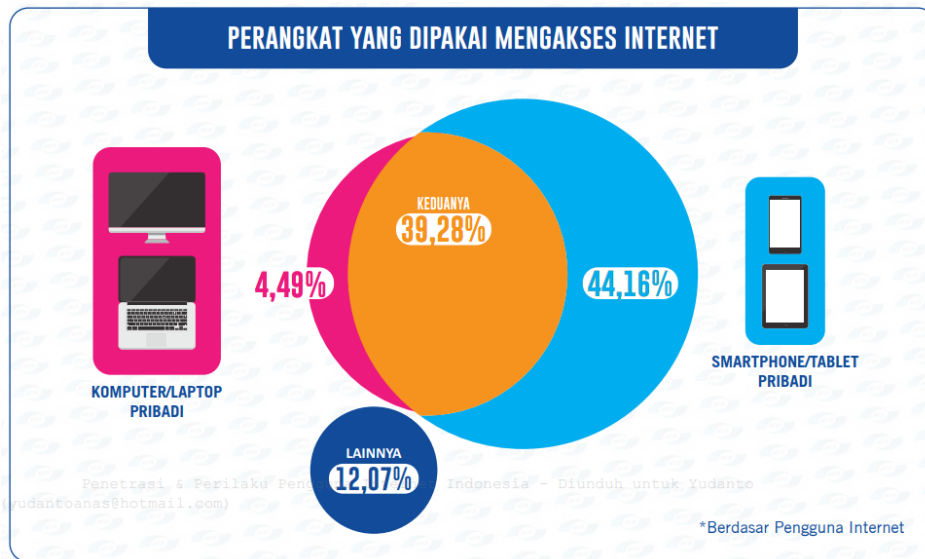 PERANGKAT YANG DIPAKAI MENGAKSES INTERNET
KEDUANYA
39,28%
4,49%
44,16%
KOMPUTER/LAPTOP
PRIBADI
SMARTPHONE/TABLET
PRIBADI
LAINNYA
12,07%
Penetrasi & Perilaku Indonesia - Diunduh untuk Yudanto
(yudantoanas@hotmail.com)
*Berdasar Pengguna Internet